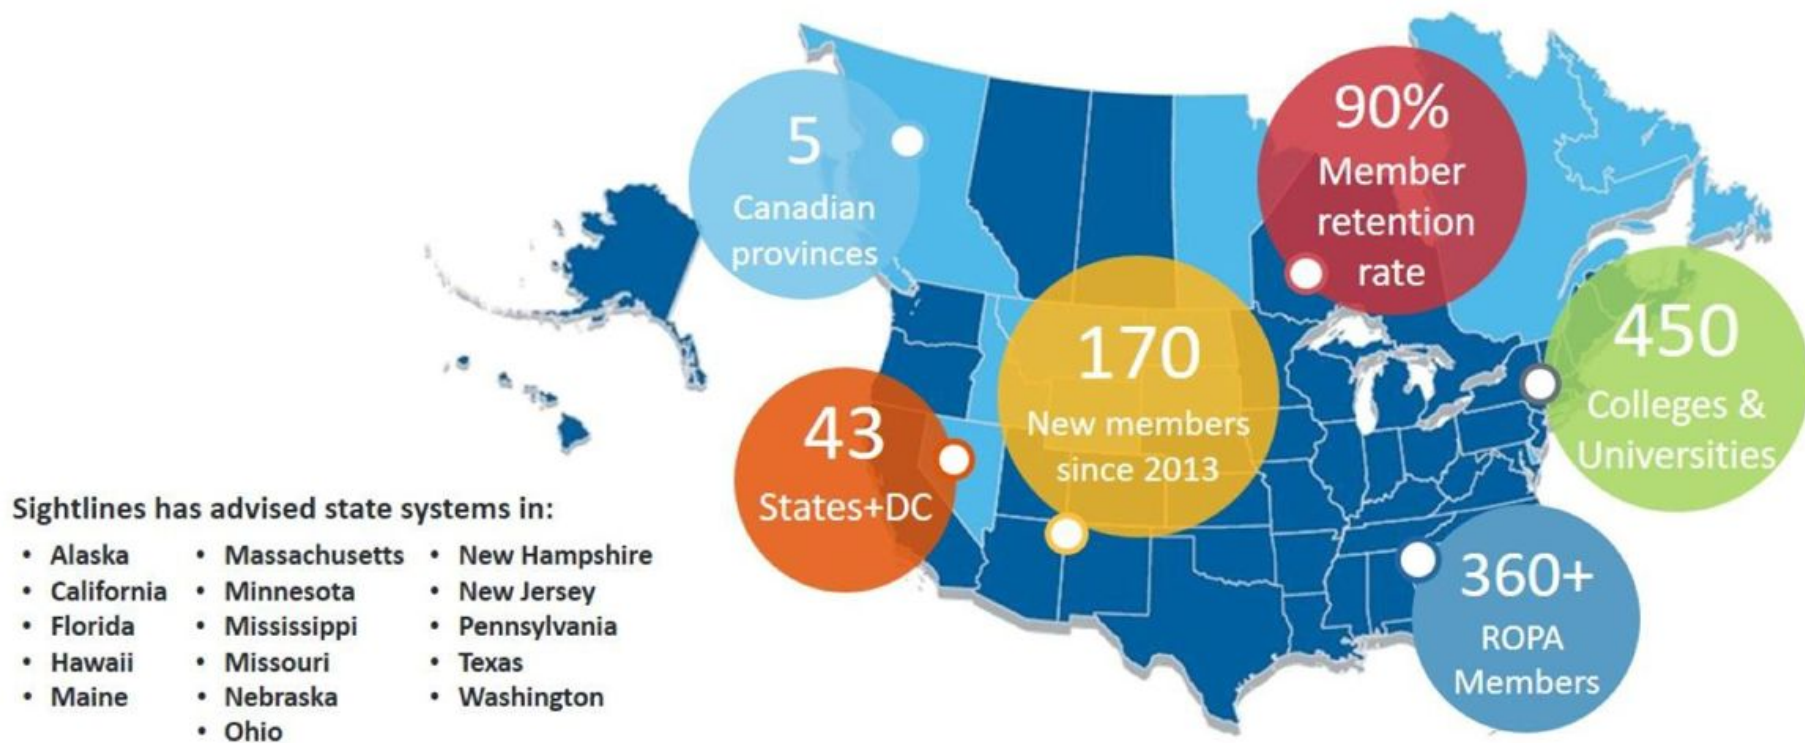 5
Canadian
provinces
90%
Member
retention
rate
170
New members
since 2013
450
Colleges &
Universities
43
States+DC
360+
ROPA
Members
Sightlines has advised state systems in:
• Alaska
• California
• Florida
• Hawaii
• Maine
• Massachusetts
• Minnesota
• Mississippi
• Missouri
• Nebraska
• Ohio
• New Hampshire
• New Jersey
• Pennsylvania
• Texas
• Washington